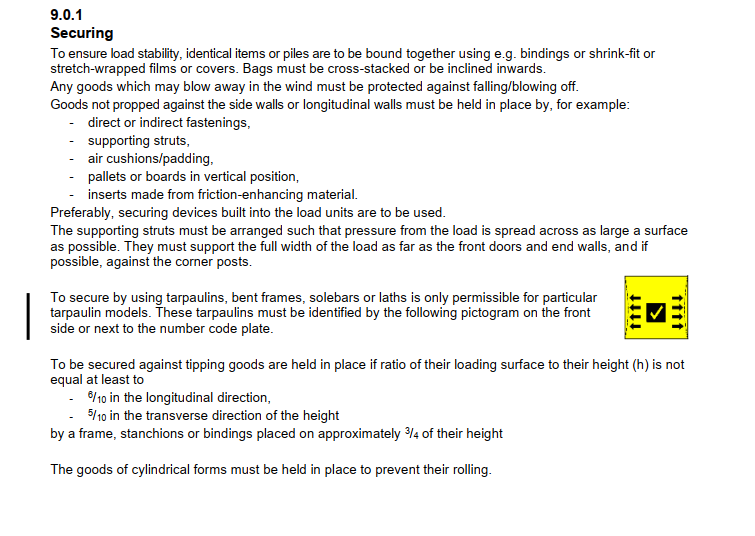 9.0.1
Securing
To ensure load stability, identical items or piles are to be bound together using e.g. bindings or shrink-fit or
stretch-wrapped films or covers. Bags must be cross-stacked or be inclined inwards.
Any goods which may blow away in the wind must be protected against falling/blowing off.
Goods not propped against the side walls or longitudinal walls must be held in place by, for example:
- direct or indirect fastenings,
- supporting struts,
- air cushions/padding,
- pallets or boards in vertical position,
- inserts made from friction-enhancing material.
Preferably, securing devices built into the load units are to be used.
The supporting struts must be arranged such that pressure from the load is spread across as large a surface
as possible. They must support the full width of the load as far as the front doors and end walls, and if
possible, against the corner posts.
To secure by using tarpaulins, bent frames, solebars or laths is only permissible for particular
tarpaulin models. These tarpaulins must be identified by the following pictogram on the front
side or next to the number code plate.
To be secured against tipping goods are held in place if ratio of their loading surface to their height (h) is not
equal at least to
- 6/10 in the longitudinal direction,
- 5/10 in the transverse direction of the height
by a frame, stanchions or bindings placed on approximately 3/4 of their height
The goods of cylindrical forms must be held in place to prevent their rolling.